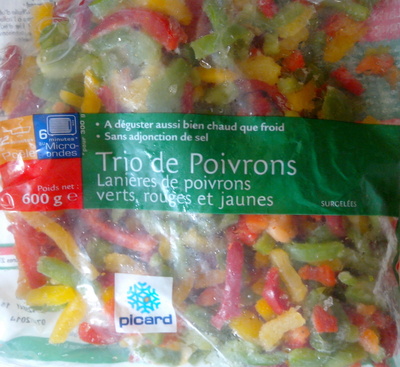 • A déguster aussi bien chaud que froid
• Sans adjonction de sel
6
minutes*
Micro-
ondes
Trio de Poivrons
Lanières de poivrons
verts, rouges et jaunes
Poids net :
600 g e
SURGELÉES
picard